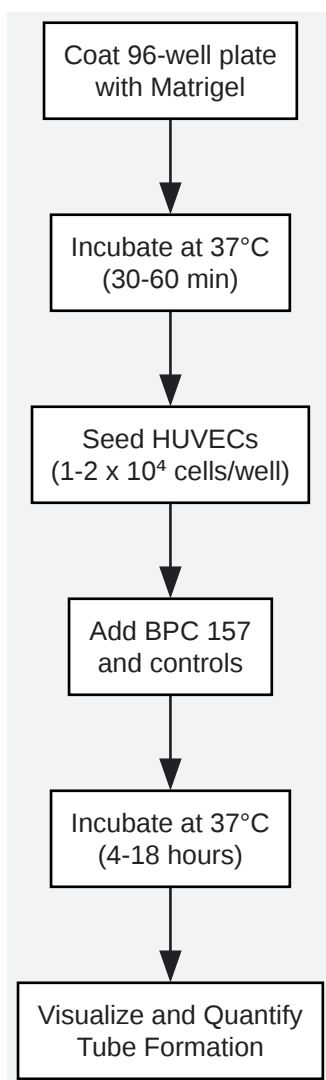 Coat 96-well plate
with Matrigel
Incubate at 37°C
(30-60 min)
Seed HUVECs
(1-2 x 10⁴ cells/well)
Add BPC 157
and controls
Incubate at 37°C
(4-18 hours)
Visualize and Quantify
Tube Formation